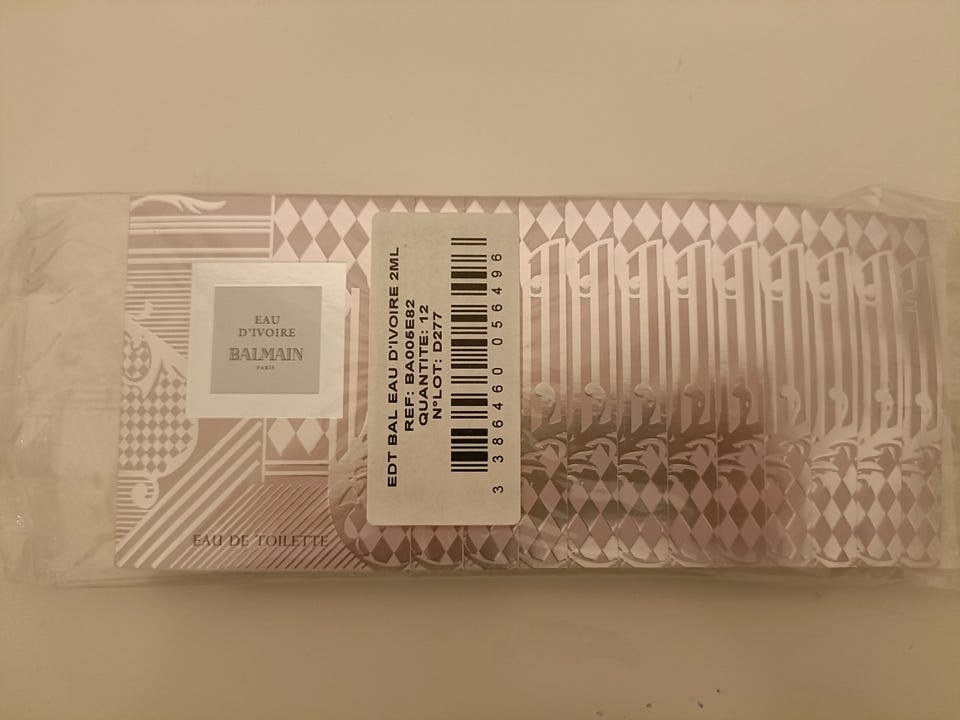 EAU
D'IVOIRE
BALMAIN
PARIS
EAU DE TOILETTE
EDT BAL EAU D'IVOIRE 2ML
REF: BA005E82
QUANTITE: 12
N°LOT: D277
3 386460 056496